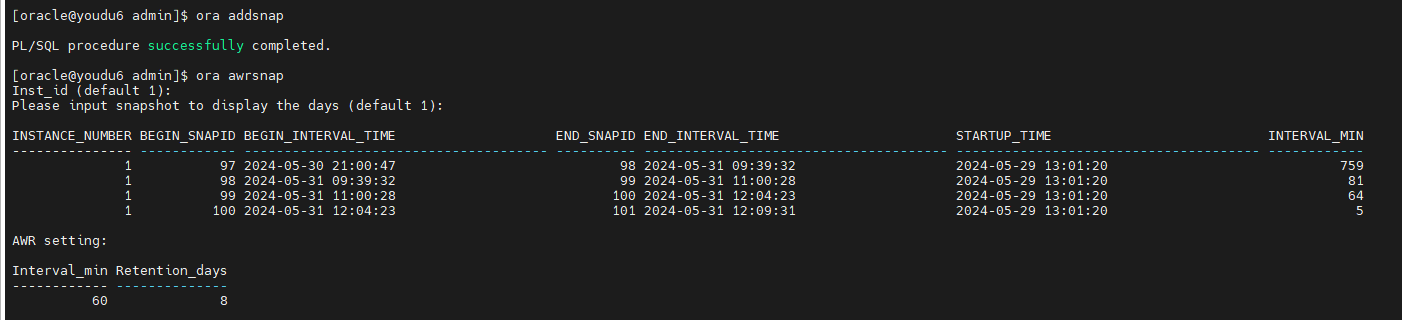 [oracle@youdu6 admin]$ ora addsnap
PL/SQL procedure successfully completed.
[oracle@youdu6 admin]$ ora awrsnap
Inst_id (default 1):
Please input snapshot to display the days (default 1):
INSTANCE_NUMBER BEGIN_SNAPID BEGIN_INTERVAL_TIME END_SNAPID END_INTERVAL_TIME STARTUP_TIME INTERVAL_MIN
--------------- ------------ -------------------------------------- ---------- -------------------------------------- -------------------------------------- ------------
1 97 2024-05-30 21:00:47 98 2024-05-31 09:39:32 2024-05-29 13:01:20 759
1 98 2024-05-31 09:39:32 99 2024-05-31 11:00:28 2024-05-29 13:01:20 81
1 99 2024-05-31 11:00:28 100 2024-05-31 12:04:23 2024-05-29 13:01:20 64
1 100 2024-05-31 12:04:23 101 2024-05-31 12:09:31 2024-05-29 13:01:20 5
AWR setting:
Interval_min Retention_days
------------ --------------
60 8